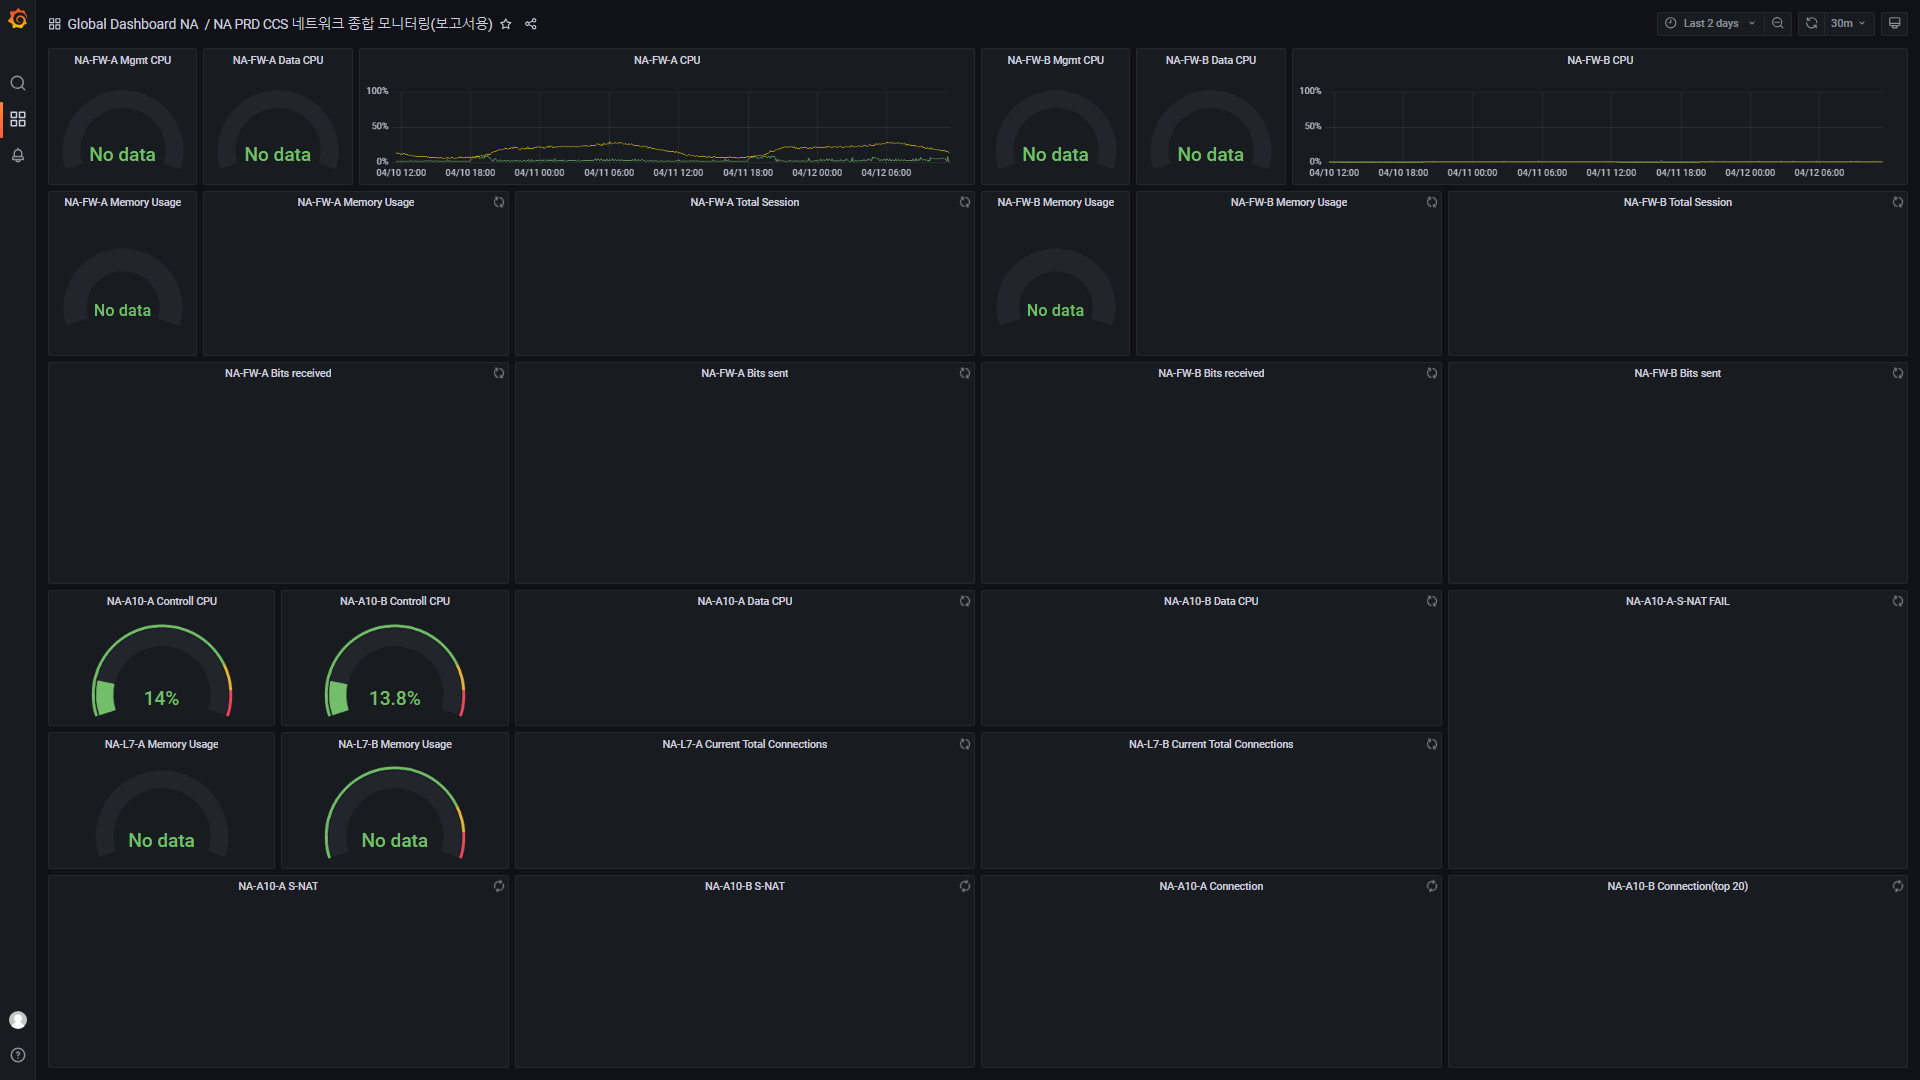 Global Dashboard NA / NA PRD CCS 네트워크 종합 모니터링(보고서용)
Last 2 days
30m
NA-FW-A Mgmt CPU
No data
NA-FW-A Data CPU
No data
NA-FW-A CPU
100%
50%
0%
04/10 12:00 04/10 18:00 04/11 00:00 04/11 06:00 04/11 12:00 04/11 18:00 04/12 00:00 04/12 06:00
NA-FW-B Mgmt CPU
No data
NA-FW-B Data CPU
No data
NA-FW-B CPU
100%
50%
0%
04/10 12:00 04/10 18:00 04/11 00:00 04/11 06:00 04/11 12:00 04/11 18:00 04/12 00:00 04/12 06:00
NA-FW-A Memory Usage
No data
NA-FW-A Memory Usage
NA-FW-A Total Session
NA-FW-B Memory Usage
No data
NA-FW-B Memory Usage
NA-FW-B Total Session
NA-FW-A Bits received
NA-FW-A Bits sent
NA-FW-B Bits received
NA-FW-B Bits sent
NA-A10-A Controll CPU
14%
NA-A10-B Controll CPU
13.8%
NA-A10-A Data CPU
NA-A10-B Data CPU
NA-A10-A-S-NAT FAIL
NA-L7-A Memory Usage
No data
NA-L7-B Memory Usage
No data
NA-L7-A Current Total Connections
NA-L7-B Current Total Connections
NA-A10-A S-NAT
NA-A10-B S-NAT
NA-A10-A Connection
NA-A10-B Connection(top 20)